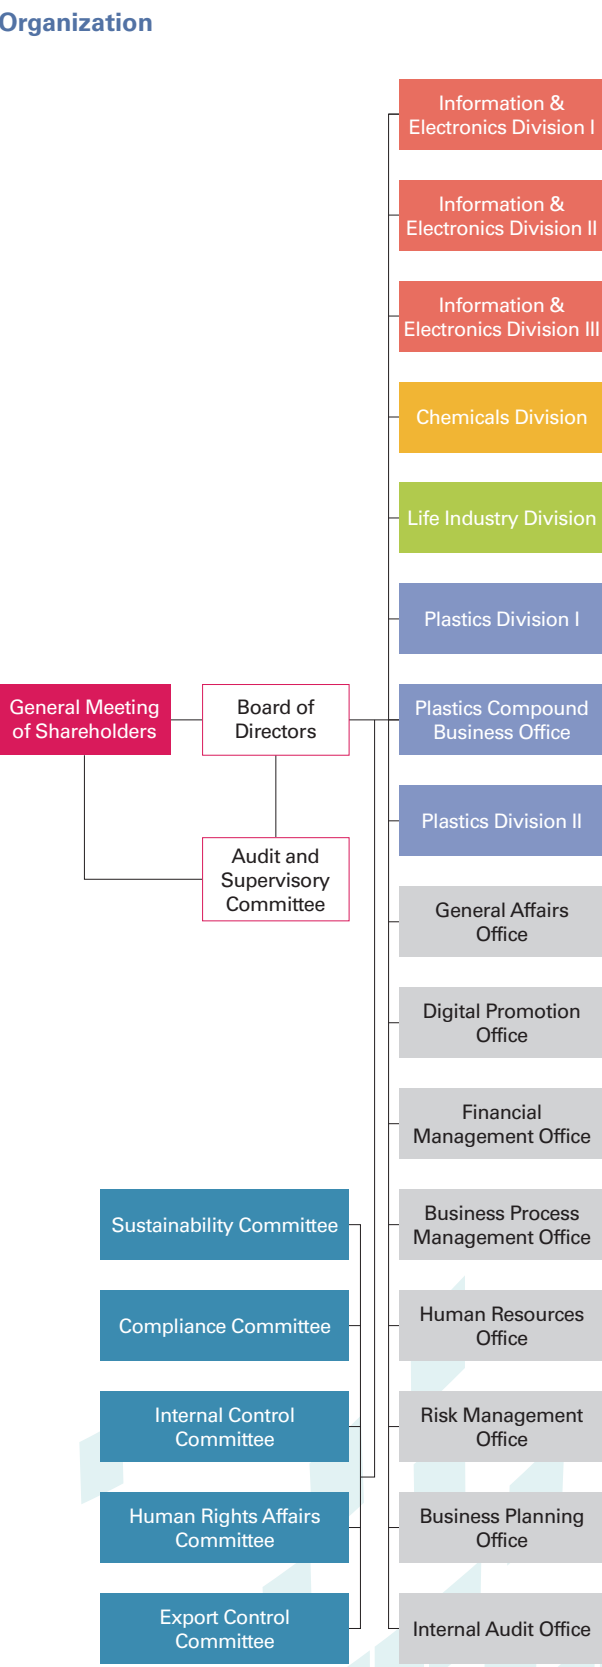 Organization
Information &
Electronics Division I
Information &
Electronics Division II
Information &
Electronics Division III
Chemicals Division
Life Industry Division
Plastics Division I
General Meeting
of Shareholders
Board of
Directors
Plastics Compound
Business Office
Plastics Division II
Audit and
Supervisory
Committee
General Affairs
Office
Digital Promotion
Office
Financial
Management Office
Sustainability Committee
Business Process
Management Office
Compliance Committee
Human Resources
Office
Internal Control
Committee
Risk Management
Office
Human Rights Affairs
Committee
Business Planning
Office
Export Control
Committee
Internal Audit Office